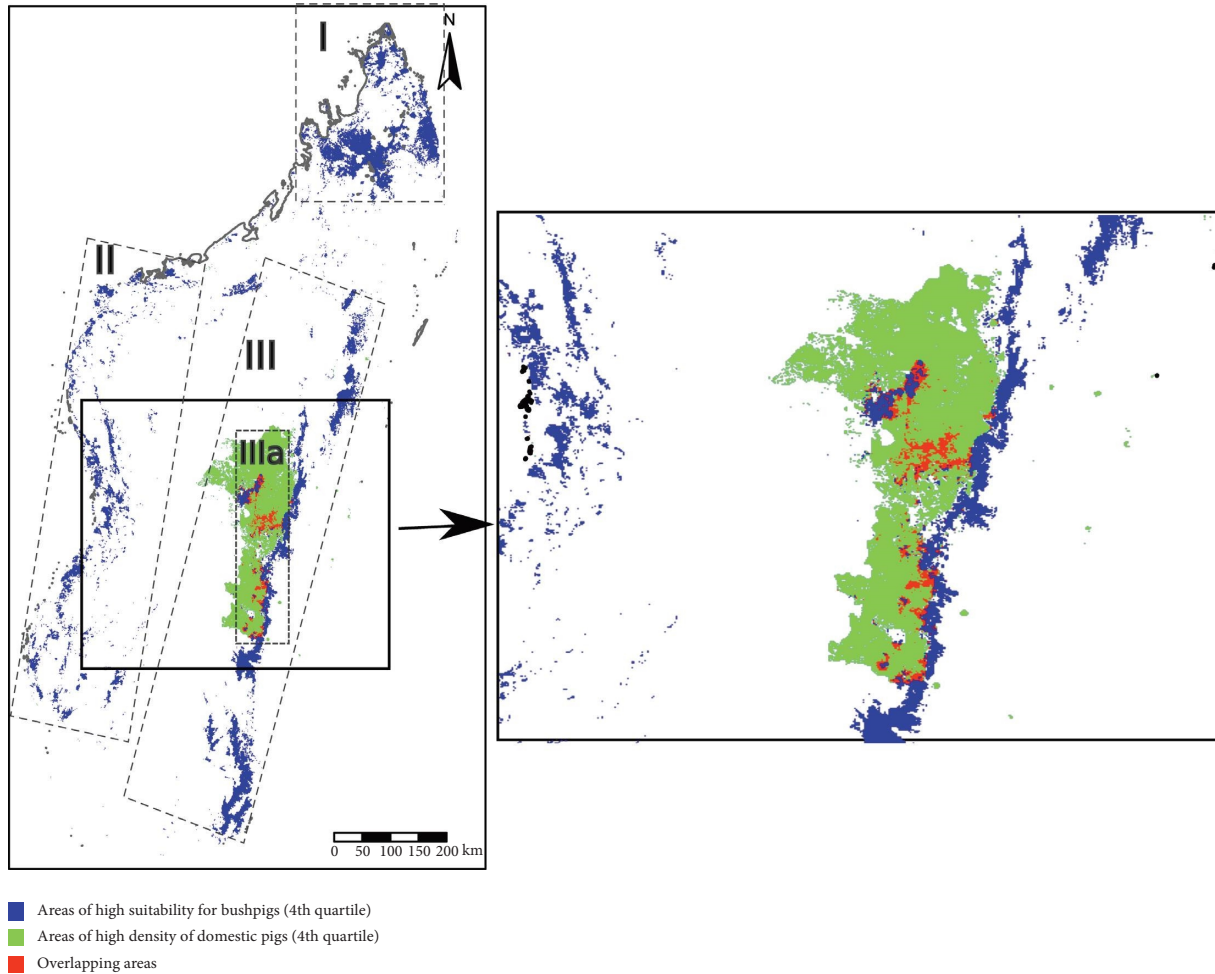 I
N
II
III
IIIa
0 50 100 150 200 km
Areas of high suitability for bushpigs (4th quartile)
Areas of high density of domestic pigs (4th quartile)
Overlapping areas